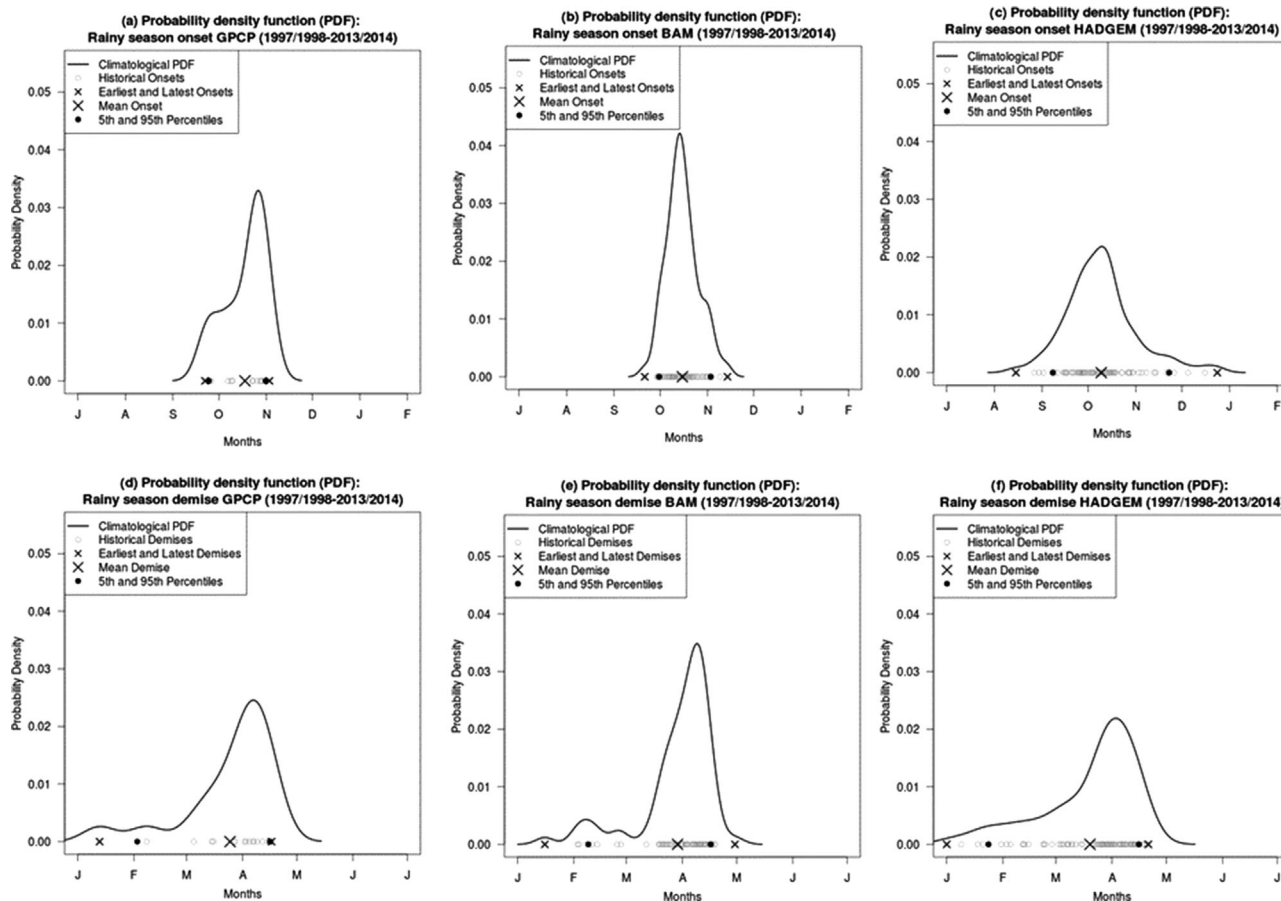 (a) Probability density function (PDF):
Rainy season onset GPCP (1997/1998-2013/2014)
Climatological PDF
Historical Onsets
Earliest and Latest Onsets
Mean Onset
5th and 95th Percentiles
0.05
0.04
0.03
0.02
0.01
0.00
Probability Density
J A S O N D J F
Months
(b) Probability density function (PDF):
Rainy season onset BAM (1997/1998-2013/2014)
Climatological PDF
Historical Onsets
Earliest and Latest Onsets
Mean Onset
5th and 95th Percentiles
0.05
0.04
0.03
0.02
0.01
0.00
Probability Density
J A S O N D J F
Months
(c) Probability density function (PDF):
Rainy season onset HADGEM (1997/1998-2013/2014)
Climatological PDF
Historical Onsets
Earliest and Latest Onsets
Mean Onset
5th and 95th Percentiles
0.05
0.04
0.03
0.02
0.01
0.00
Probability Density
J A S O N D J F
Months
(d) Probability density function (PDF):
Rainy season demise GPCP (1997/1998-2013/2014)
Climatological PDF
Historical Demises
Earliest and Latest Demises
Mean Demise
5th and 95th Percentiles
0.05
0.04
0.03
0.02
0.01
0.00
Probability Density
J F M A M J J
Months
(e) Probability density function (PDF):
Rainy season demise BAM (1997/1998-2013/2014)
Climatological PDF
Historical Demises
Earliest and Latest Demises
Mean Demise
5th and 95th Percentiles
0.05
0.04
0.03
0.02
0.01
0.00
Probability Density
J F M A M J J
Months
(f) Probability density function (PDF):
Rainy season demise HADGEM (1997/1998-2013/2014)
Climatological PDF
Historical Demises
Earliest and Latest Demises
Mean Demise
5th and 95th Percentiles
0.05
0.04
0.03
0.02
0.01
0.00
Probability Density
J F M A M J J
Months